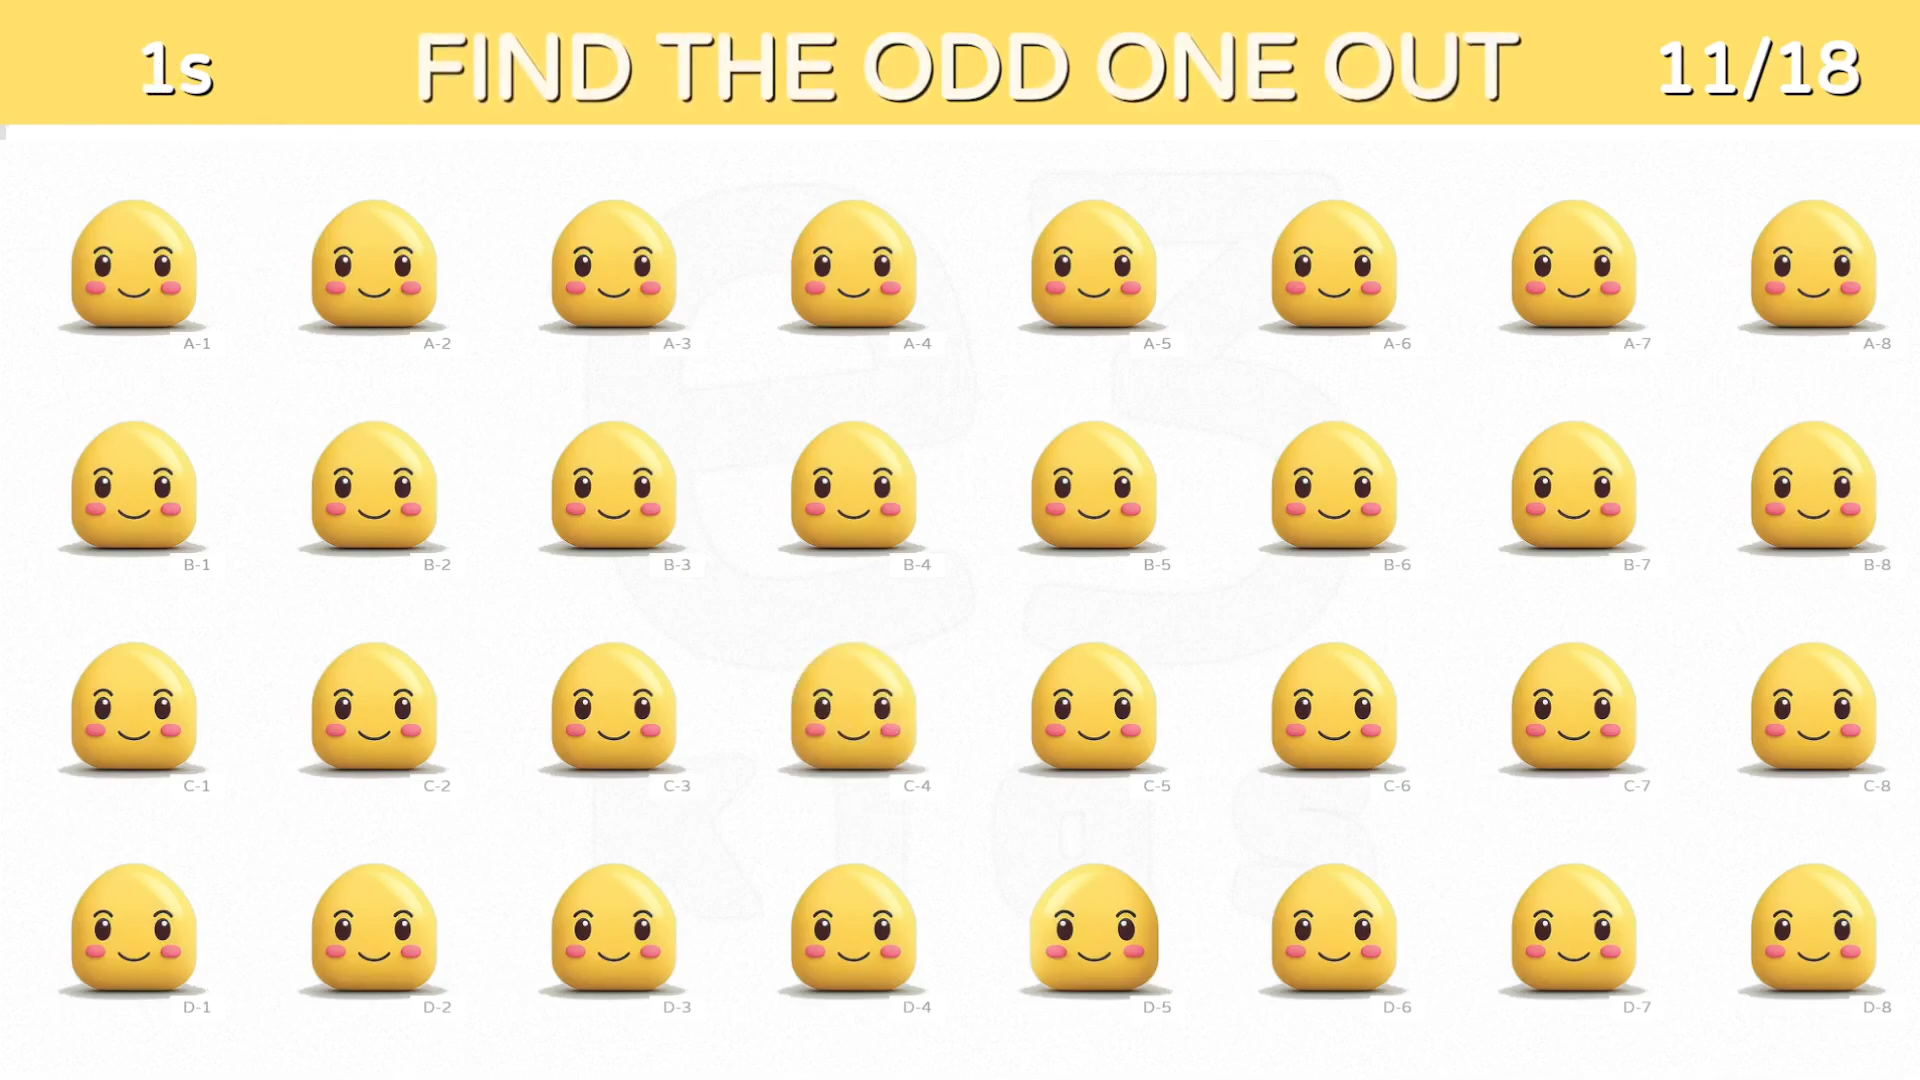 1s FIND THE ODD ONE OUT 11/18
A-1 A-2 A-3 A-4 A-5 A-6 A-7 A-8
B-1 B-2 B-3 B-4 B-5 B-6 B-7 B-8
C-1 C-2 C-3 C-4 C-5 C-6 C-7 C-8
D-1 D-2 D-3 D-4 D-5 D-6 D-7 D-8